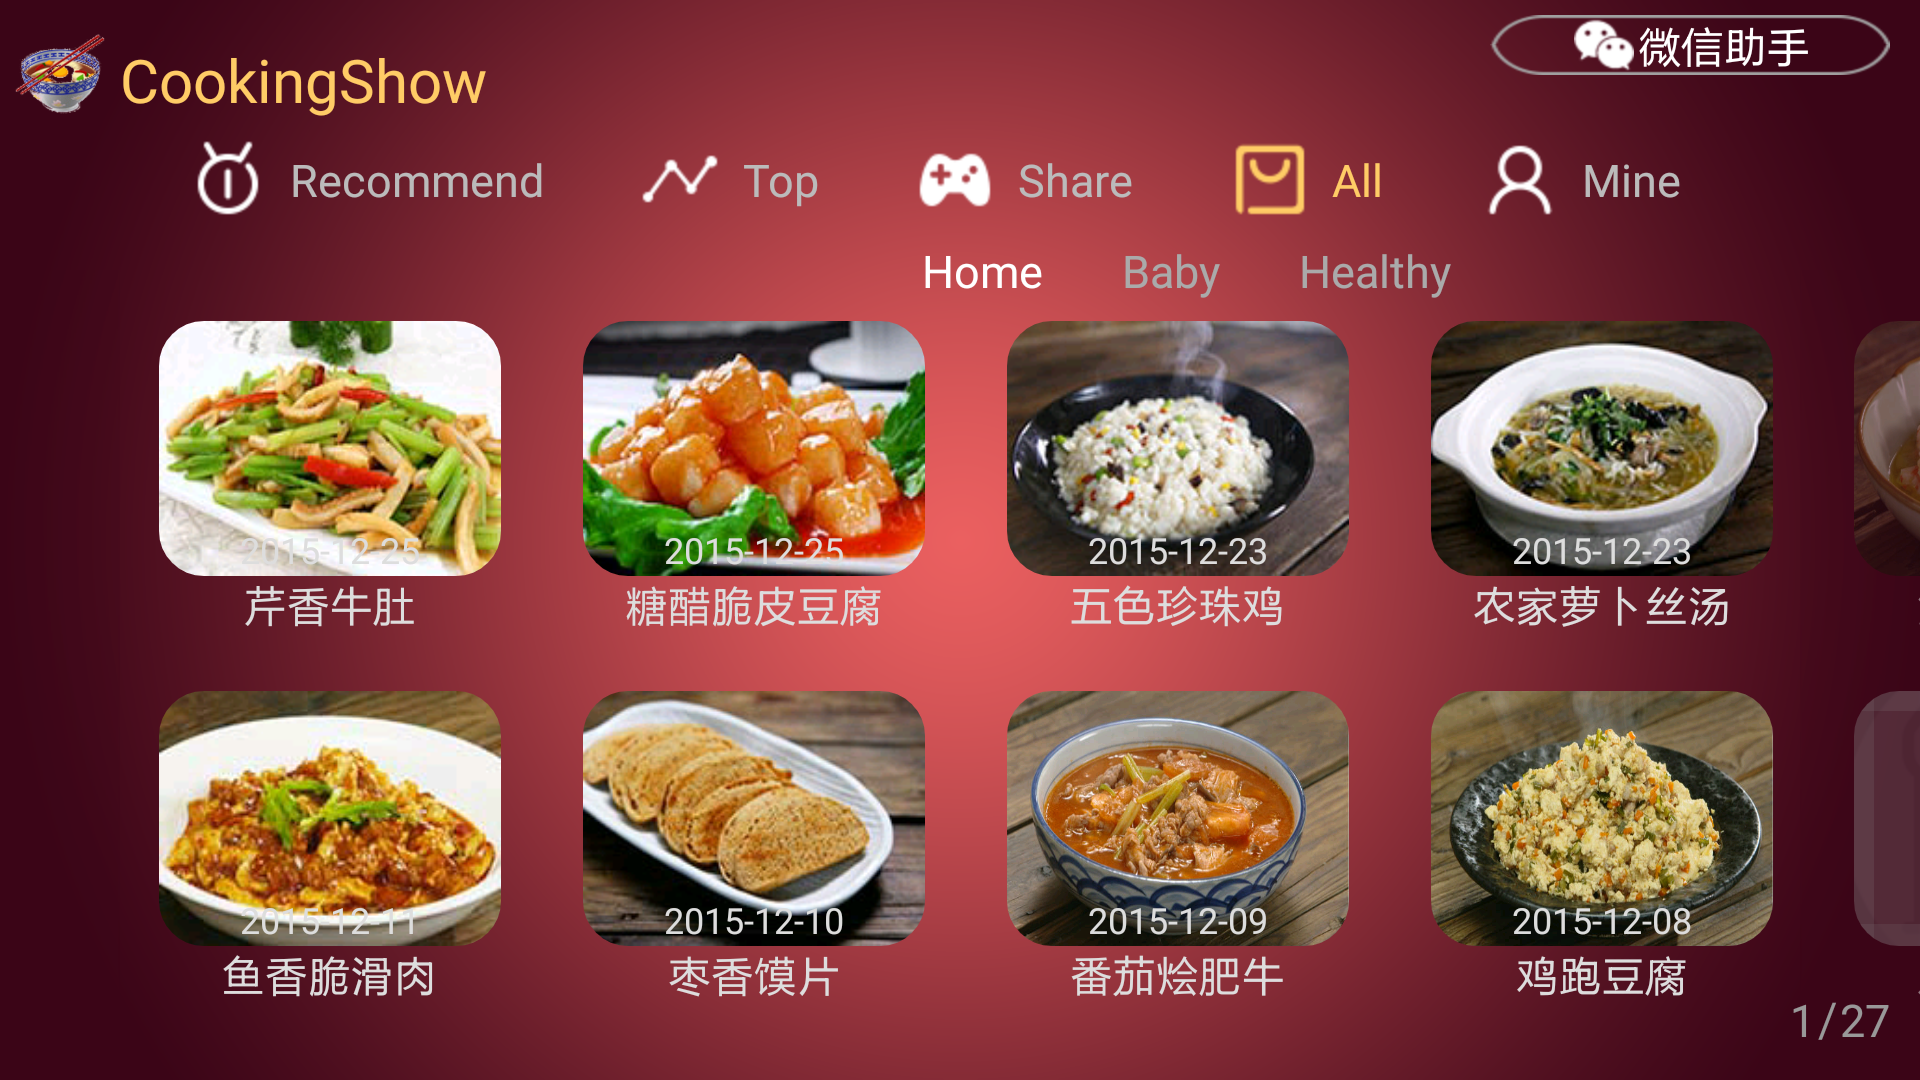 CookingShow
微信助手
Recommend
Top
Share
All
Mine
Home
Baby
Healthy
2015-12-25
2015-12-25
2015-12-23
2015-12-23
芹香牛肚
糖醋脆皮豆腐
五色珍珠鸡
农家萝卜丝汤
2015-12-11
2015-12-10
2015-12-09
2015-12-08
鱼香脆滑肉
枣香馍片
番茄烩肥牛
鸡跑豆腐
1/27